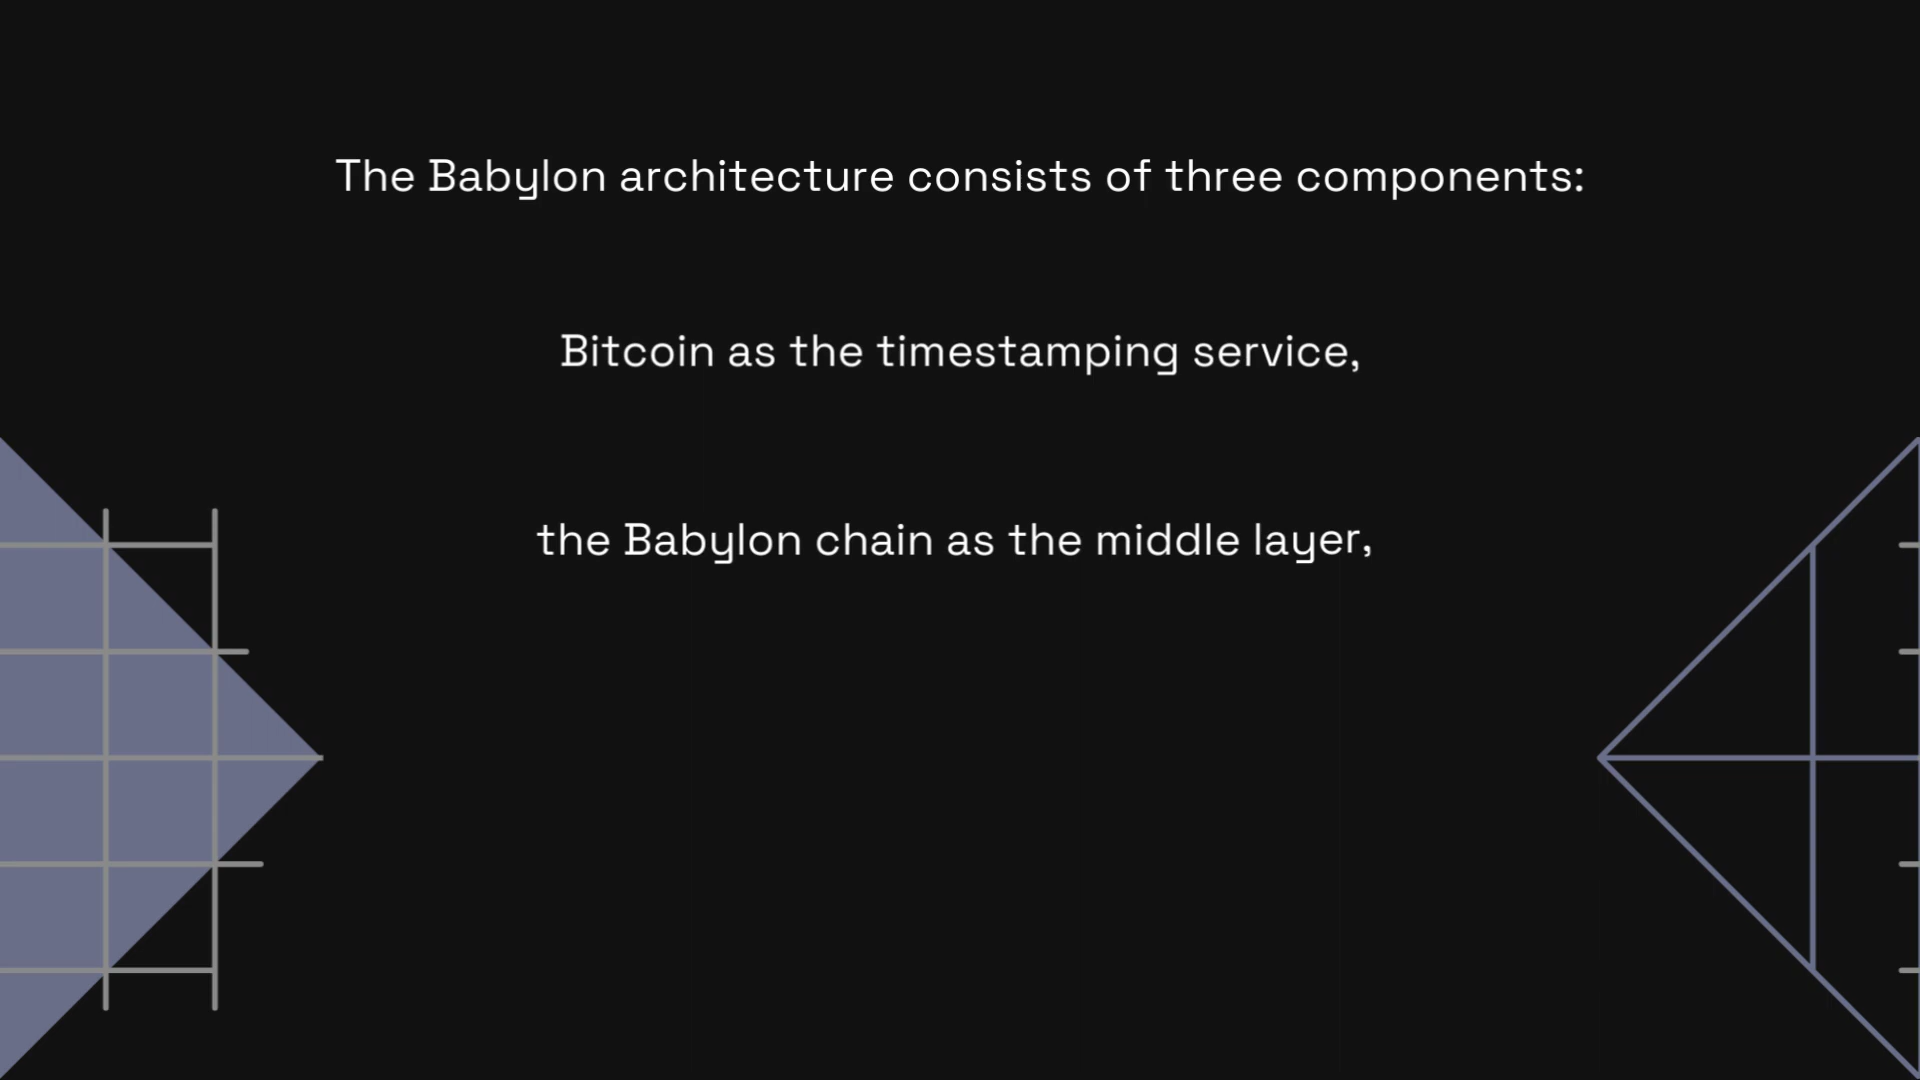 The Babylon architecture consists of three components:
Bitcoin as the timestamping service,
the Babylon chain as the middle layer,